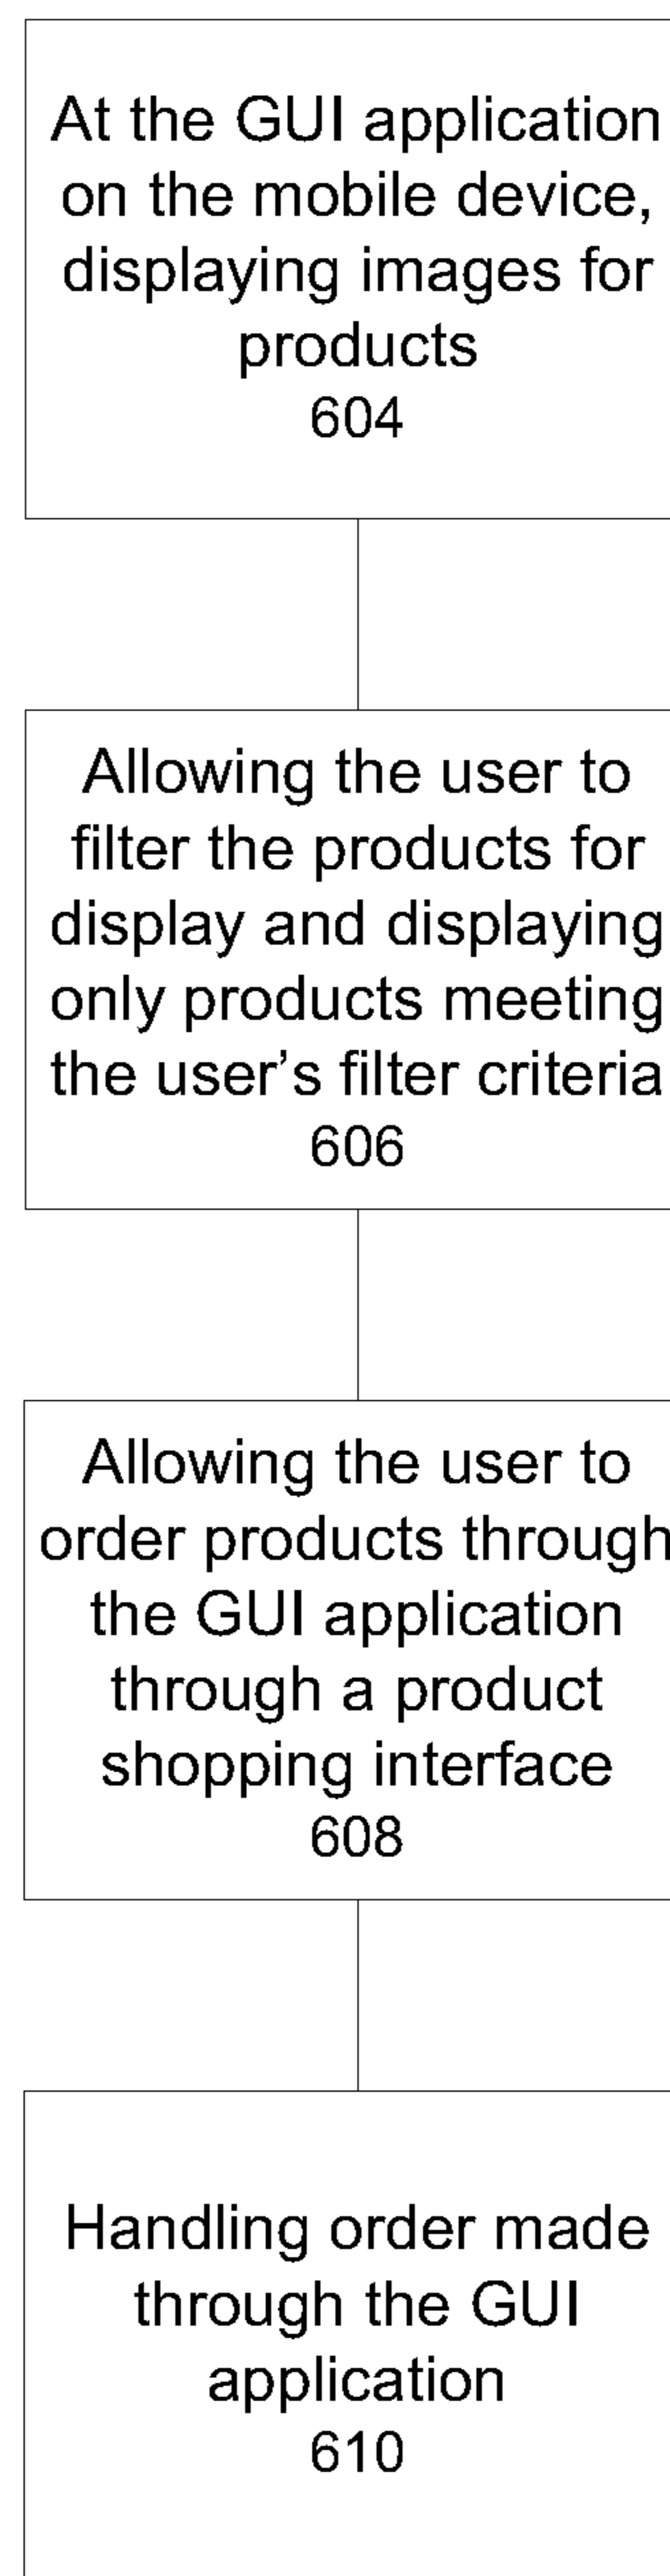 At the GUI application
on the mobile device,
displaying images for
products
604
Allowing the user to
filter the products for
display and displaying
only products meeting
the user’s filter criteria
606
Allowing the user to
order products through
the GUI application
through a product
shopping interface
608
Handling order made
through the GUI
application
610